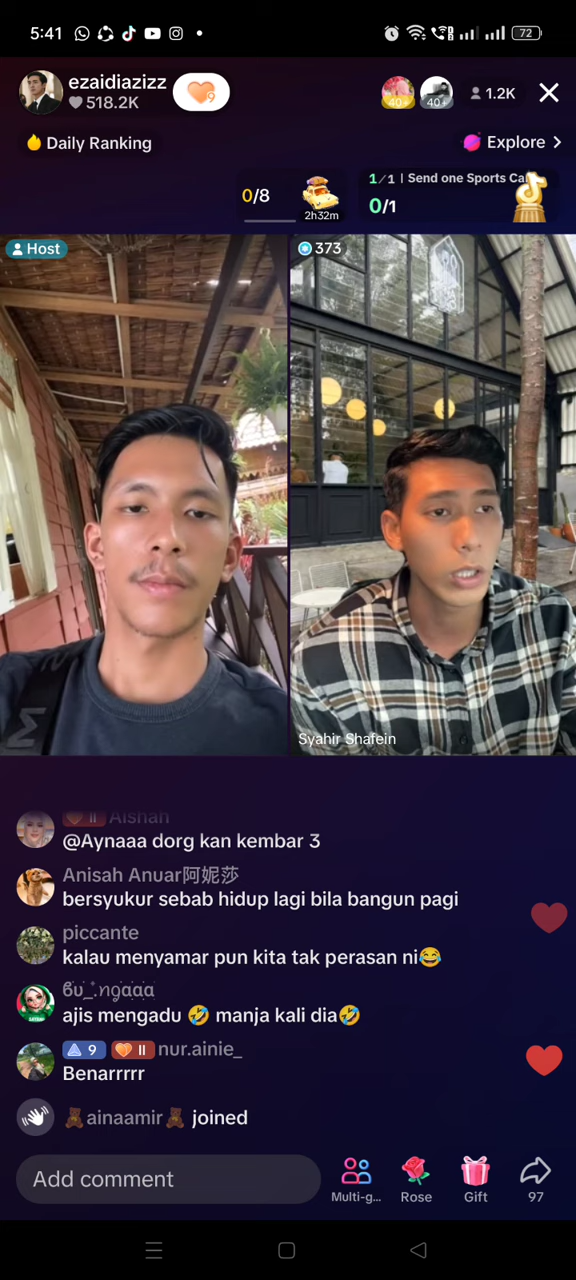 5:41
72
ezaidiazizz
518.2K
9
40+
40+
1.2K
Daily Ranking
Explore >
0/8
2h32m
1/1 | Send one Sports Ca
0/1
Host
373
Syahir Shafein
II Aishah
@Aynaaa dorg kan kembar 3
Anisah Anuar阿妮莎
bersyukur sebab hidup lagi bila bangun pagi
piccante
kalau menyamar pun kita tak perasan ni😂
ajis mengadu 🤣 manja kali dia🤣
9 II nur.ainie_
Benarrrrr
🧸ainaamir🧸 joined
Add comment
Multi-g...
Rose
Gift
97